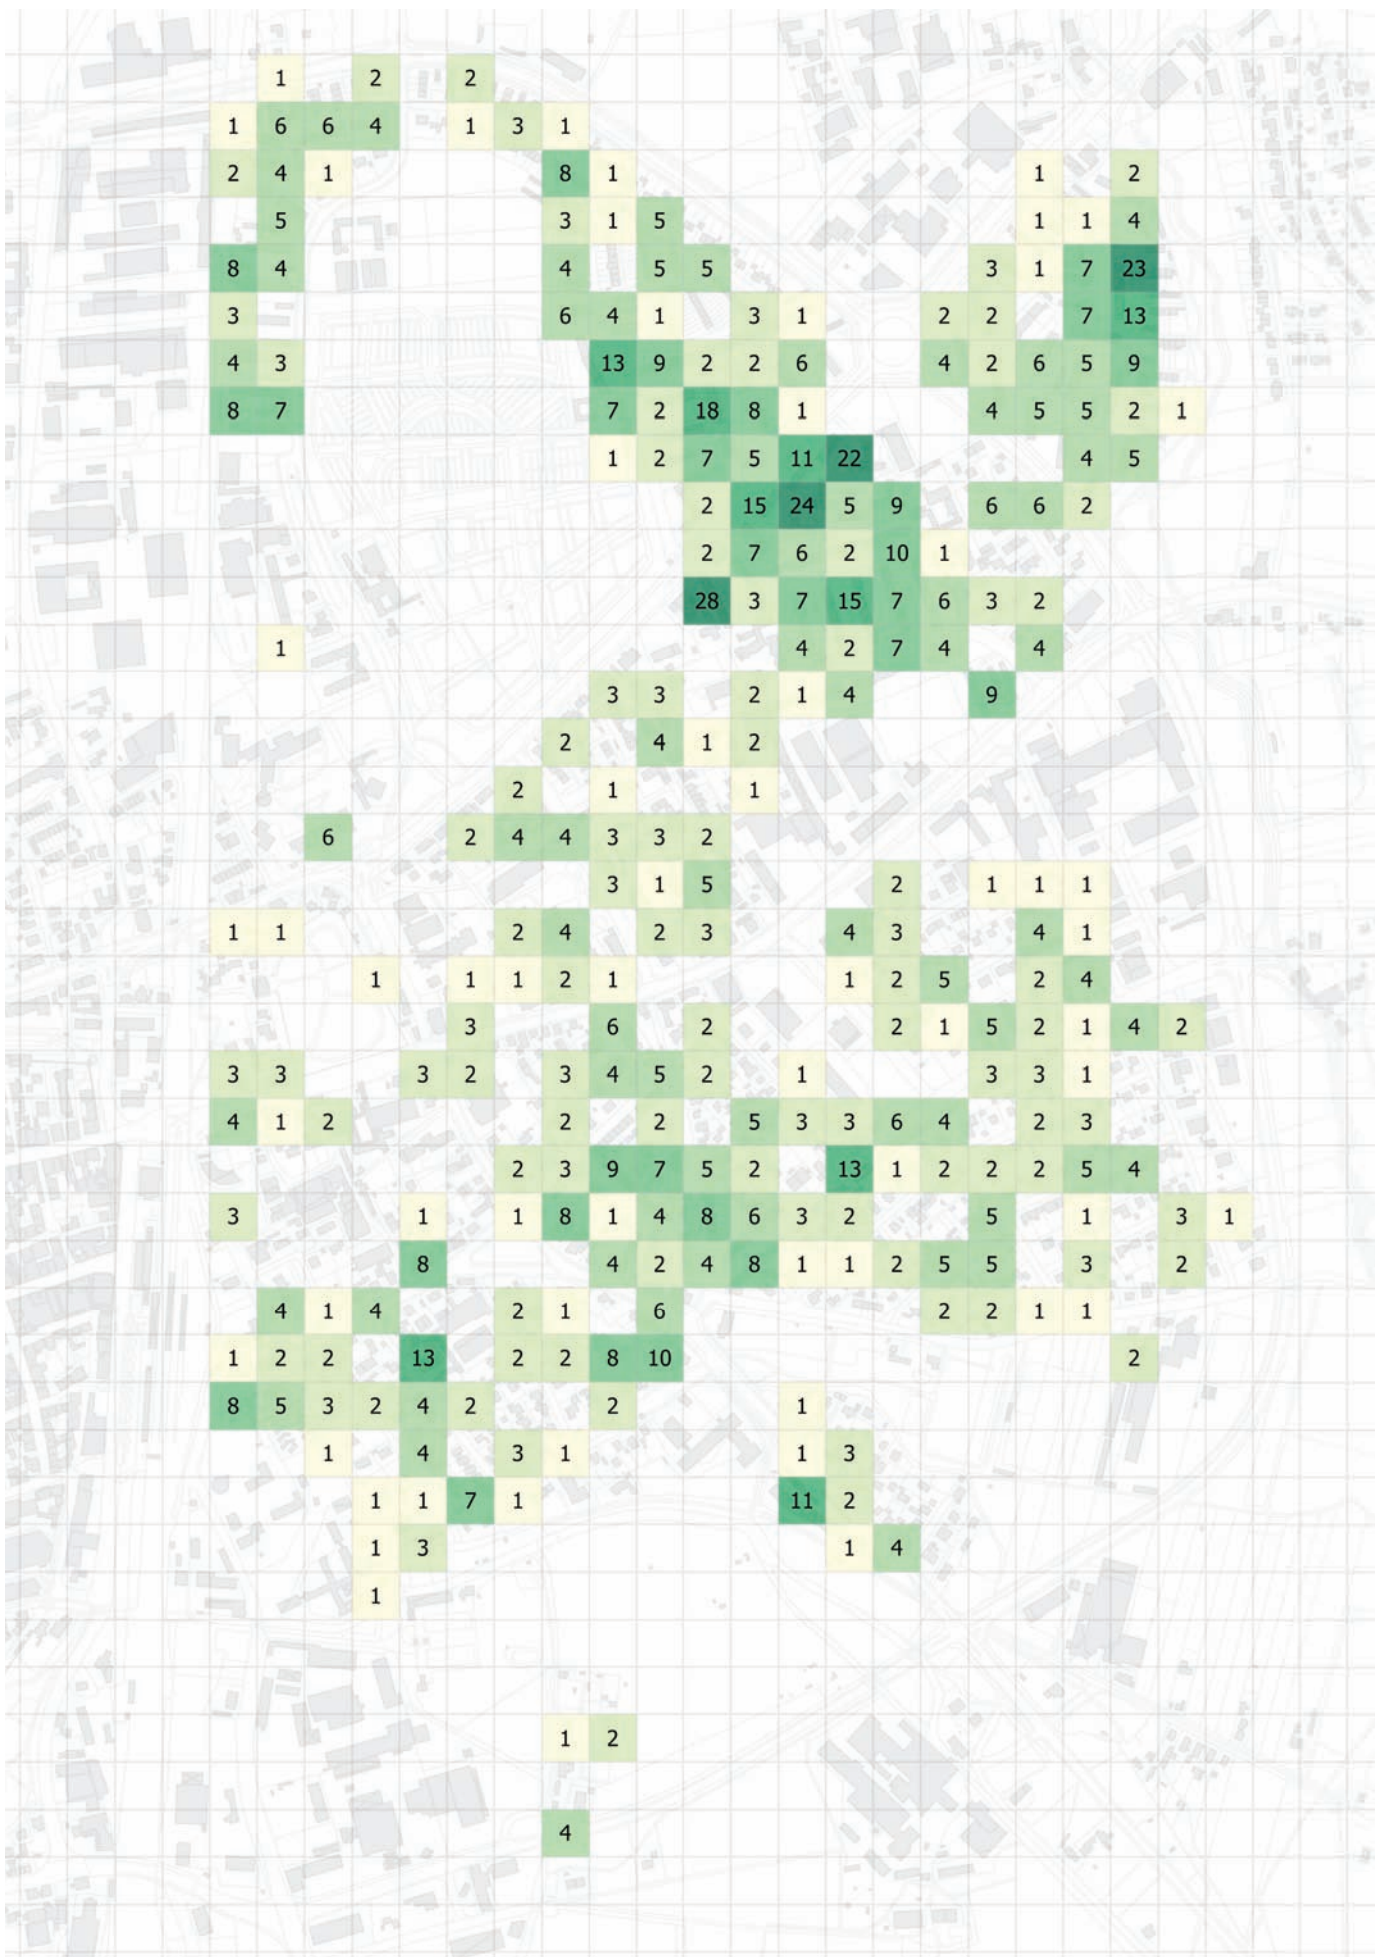 1 2 2
1 6 6 4 1 3 1
2 4 1 8 1 1 2
5 3 1 5 1 1 4
8 4 4 5 5 3 1 7 23
3 6 4 1 3 1 2 2 7 13
4 3 13 9 2 2 6 4 2 6 5 9
8 7 7 2 18 8 1 4 5 5 2 1
1 2 7 5 11 22 4 5
2 15 24 5 9 6 6 2
2 7 6 2 10 1
28 3 7 15 7 6 3 2
1 4 2 7 4 4
3 3 2 1 4 9
2 4 1 2
2 1 1
6 2 4 4 3 3 2
3 1 5 2 1 1 1
1 1 2 4 2 3 4 3 4 1
1 1 1 2 1 1 2 5 2 4
3 6 2 2 1 5 2 1 4 2
3 3 3 2 3 4 5 2 1 3 3 1
4 1 2 2 2 5 3 3 6 4 2 3
2 3 9 7 5 2 13 1 2 2 2 5 4
3 1 1 8 1 4 8 6 3 2 5 1 3 1
8 4 2 4 8 1 1 2 5 5 3 2
4 1 4 2 1 6 2 2 1 1
1 2 2 13 2 2 8 10 2
8 5 3 2 4 2 2 1
1 4 3 1 1 3
1 1 7 1 11 2
1 3 1 4
1
1 2
4